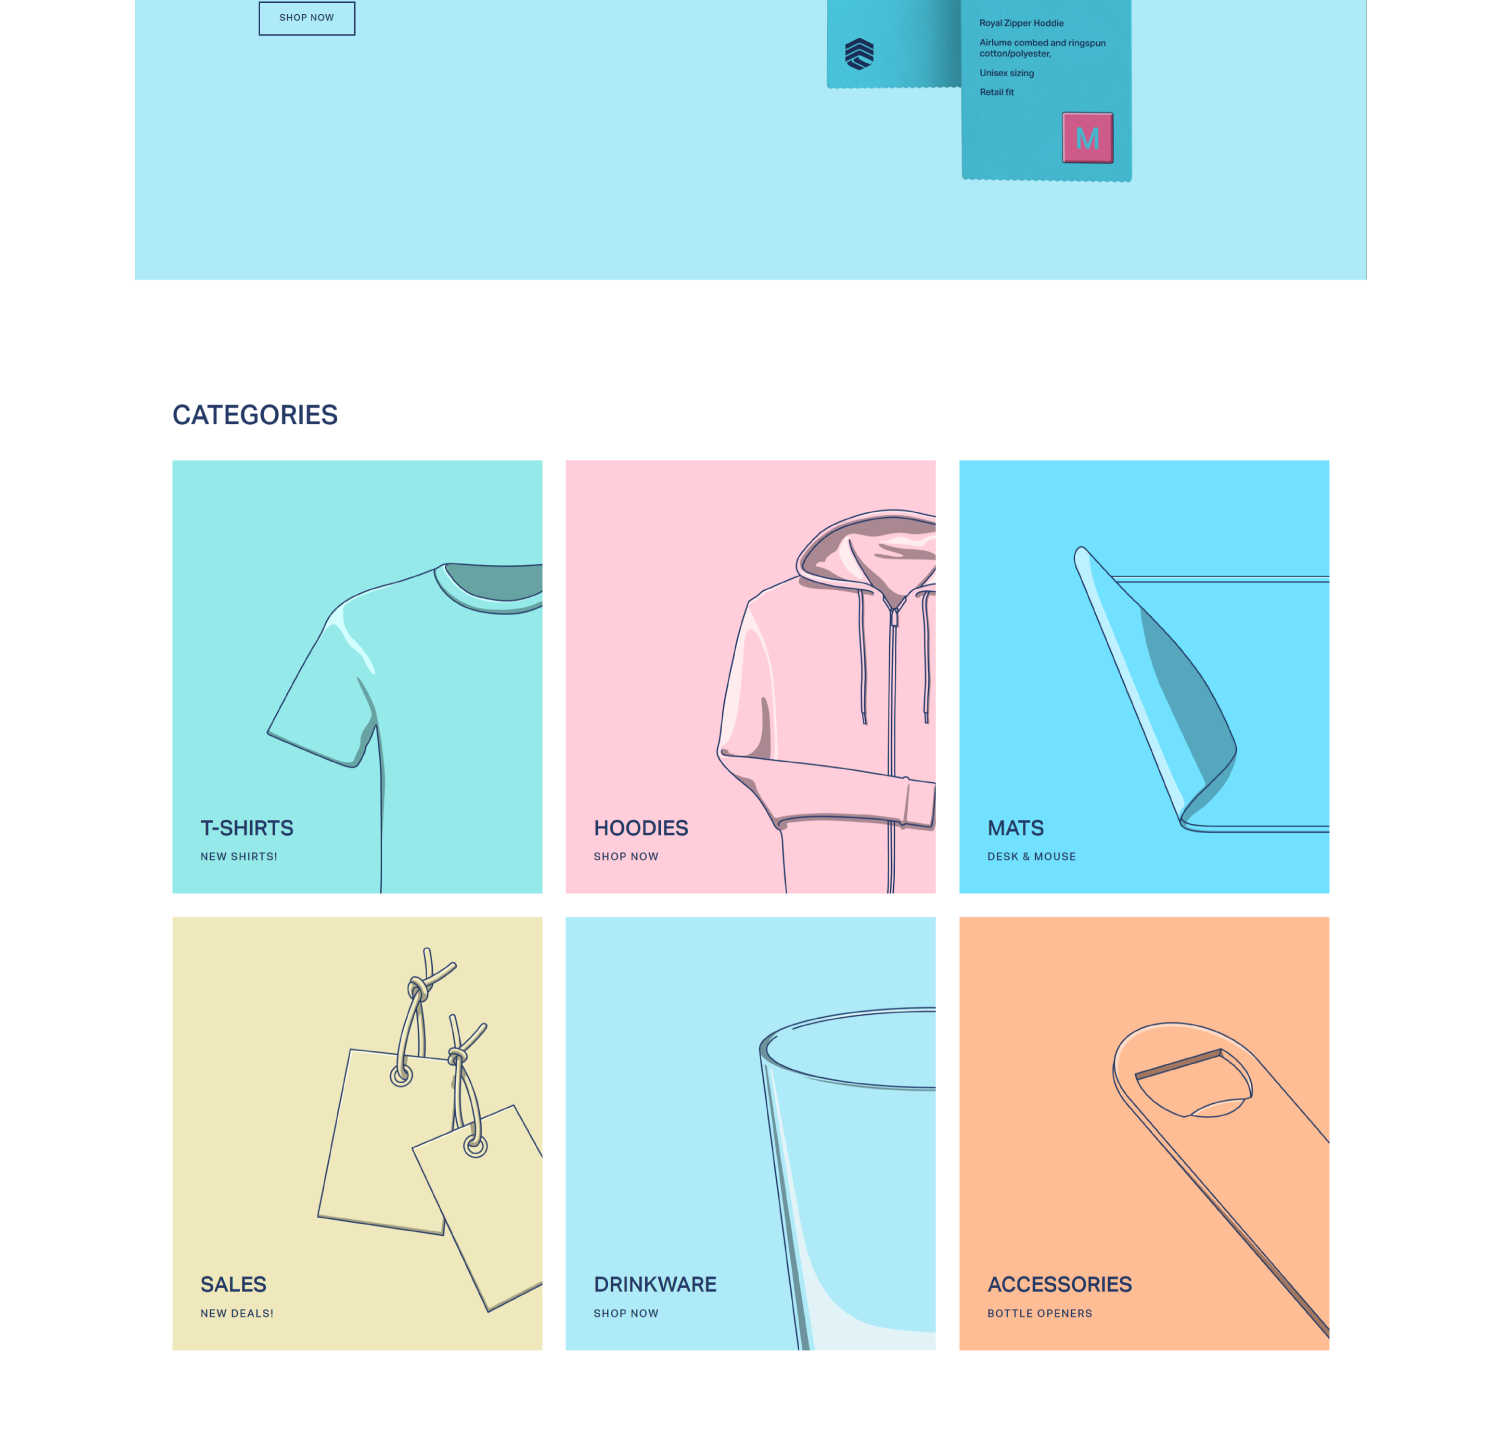 SHOP NOW
Royal Zipper Hoddie
Airlume combed and ringspun
cotton/polyester,
Unisex sizing
Retail fit
M
CATEGORIES
T-SHIRTS
NEW SHIRTS!
HOODIES
SHOP NOW
MATS
DESK & MOUSE
SALES
NEW DEALS!
DRINKWARE
SHOP NOW
ACCESSORIES
BOTTLE OPENERS